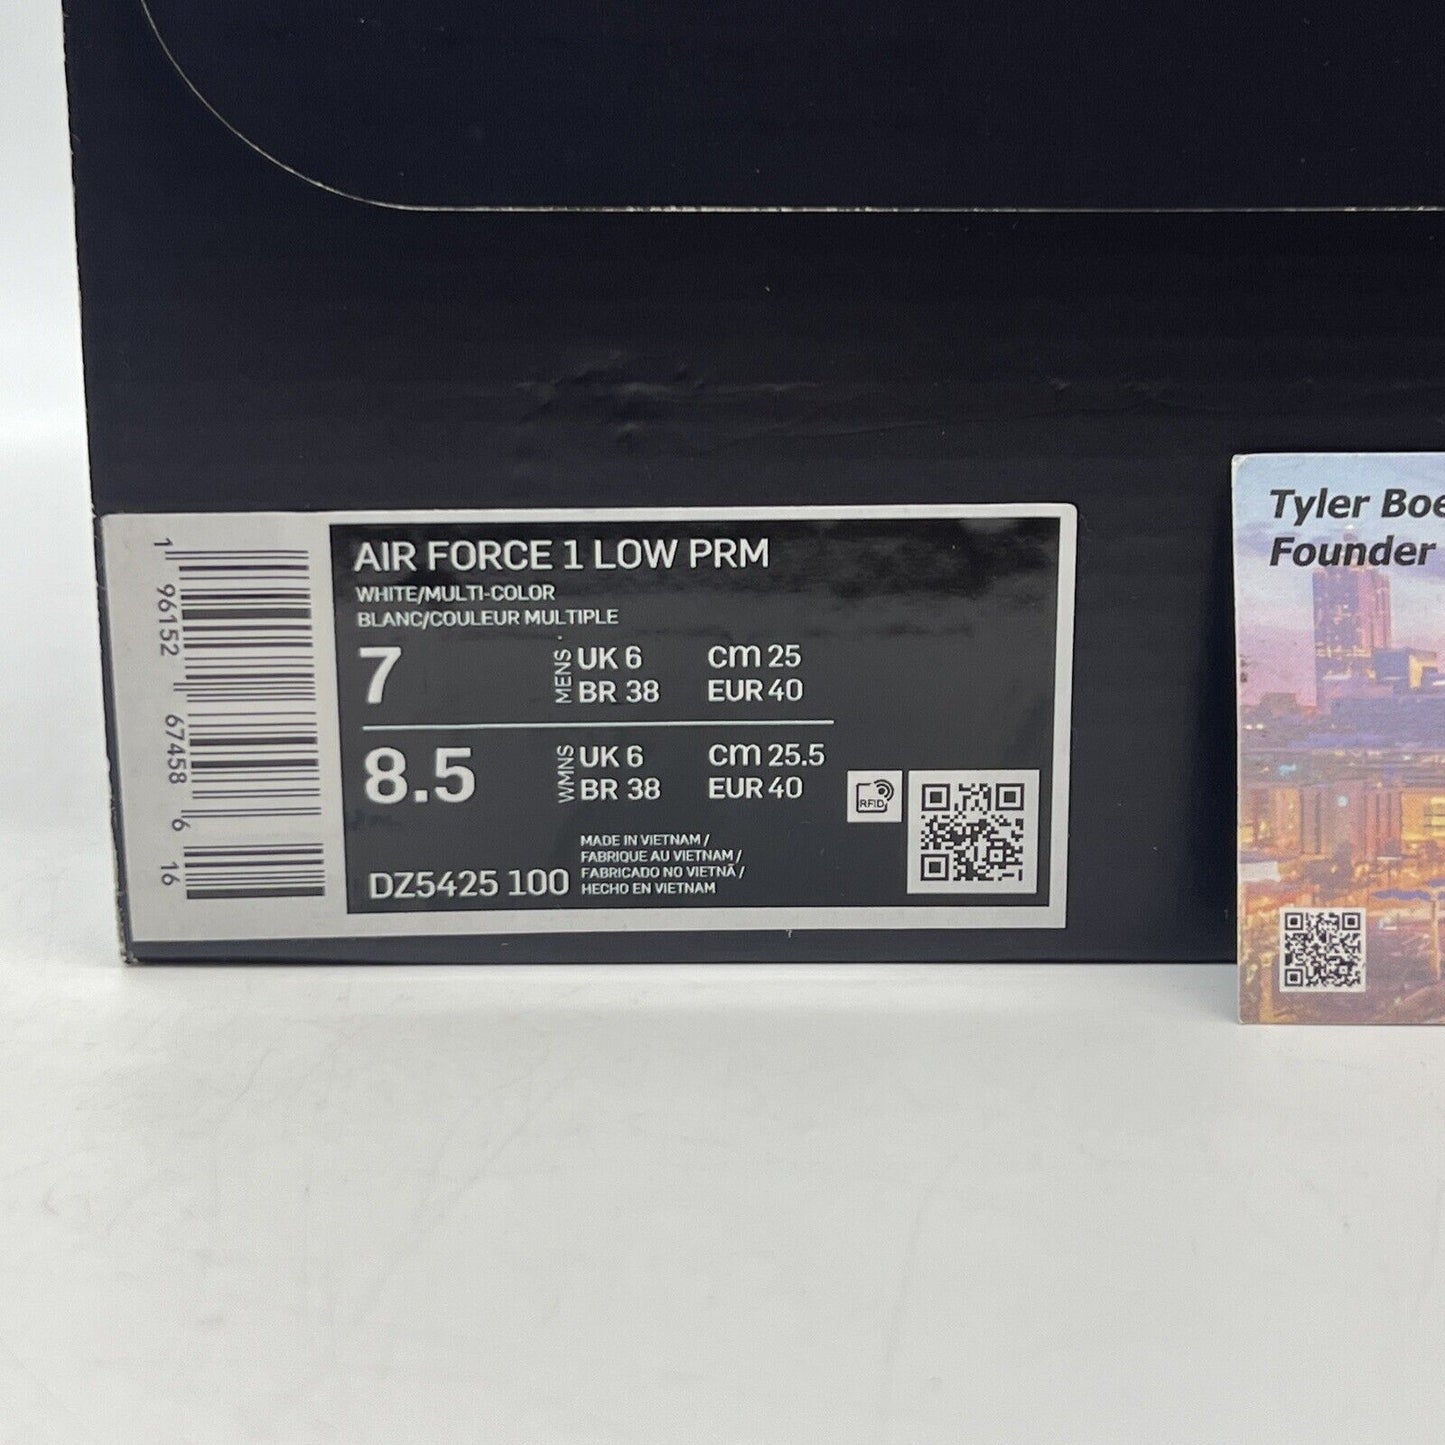 AIR FORCE 1 LOW PRM
WHITE/MULTI-COLOR
BLANC/COULEUR MULTIPLE
7 MENS UK 6 cm 25
BR 38 EUR 40
8.5 WMNS UK 6 cm 25.5
BR 38 EUR 40
RFID
MADE IN VIETNAM /
FABRIQUE AU VIETNAM /
FABRICADO NO VIETNÃ /
HECHO EN VIETNAM
DZ5425 100
1 96152 67458 6 16
Tyler Boe
Founder